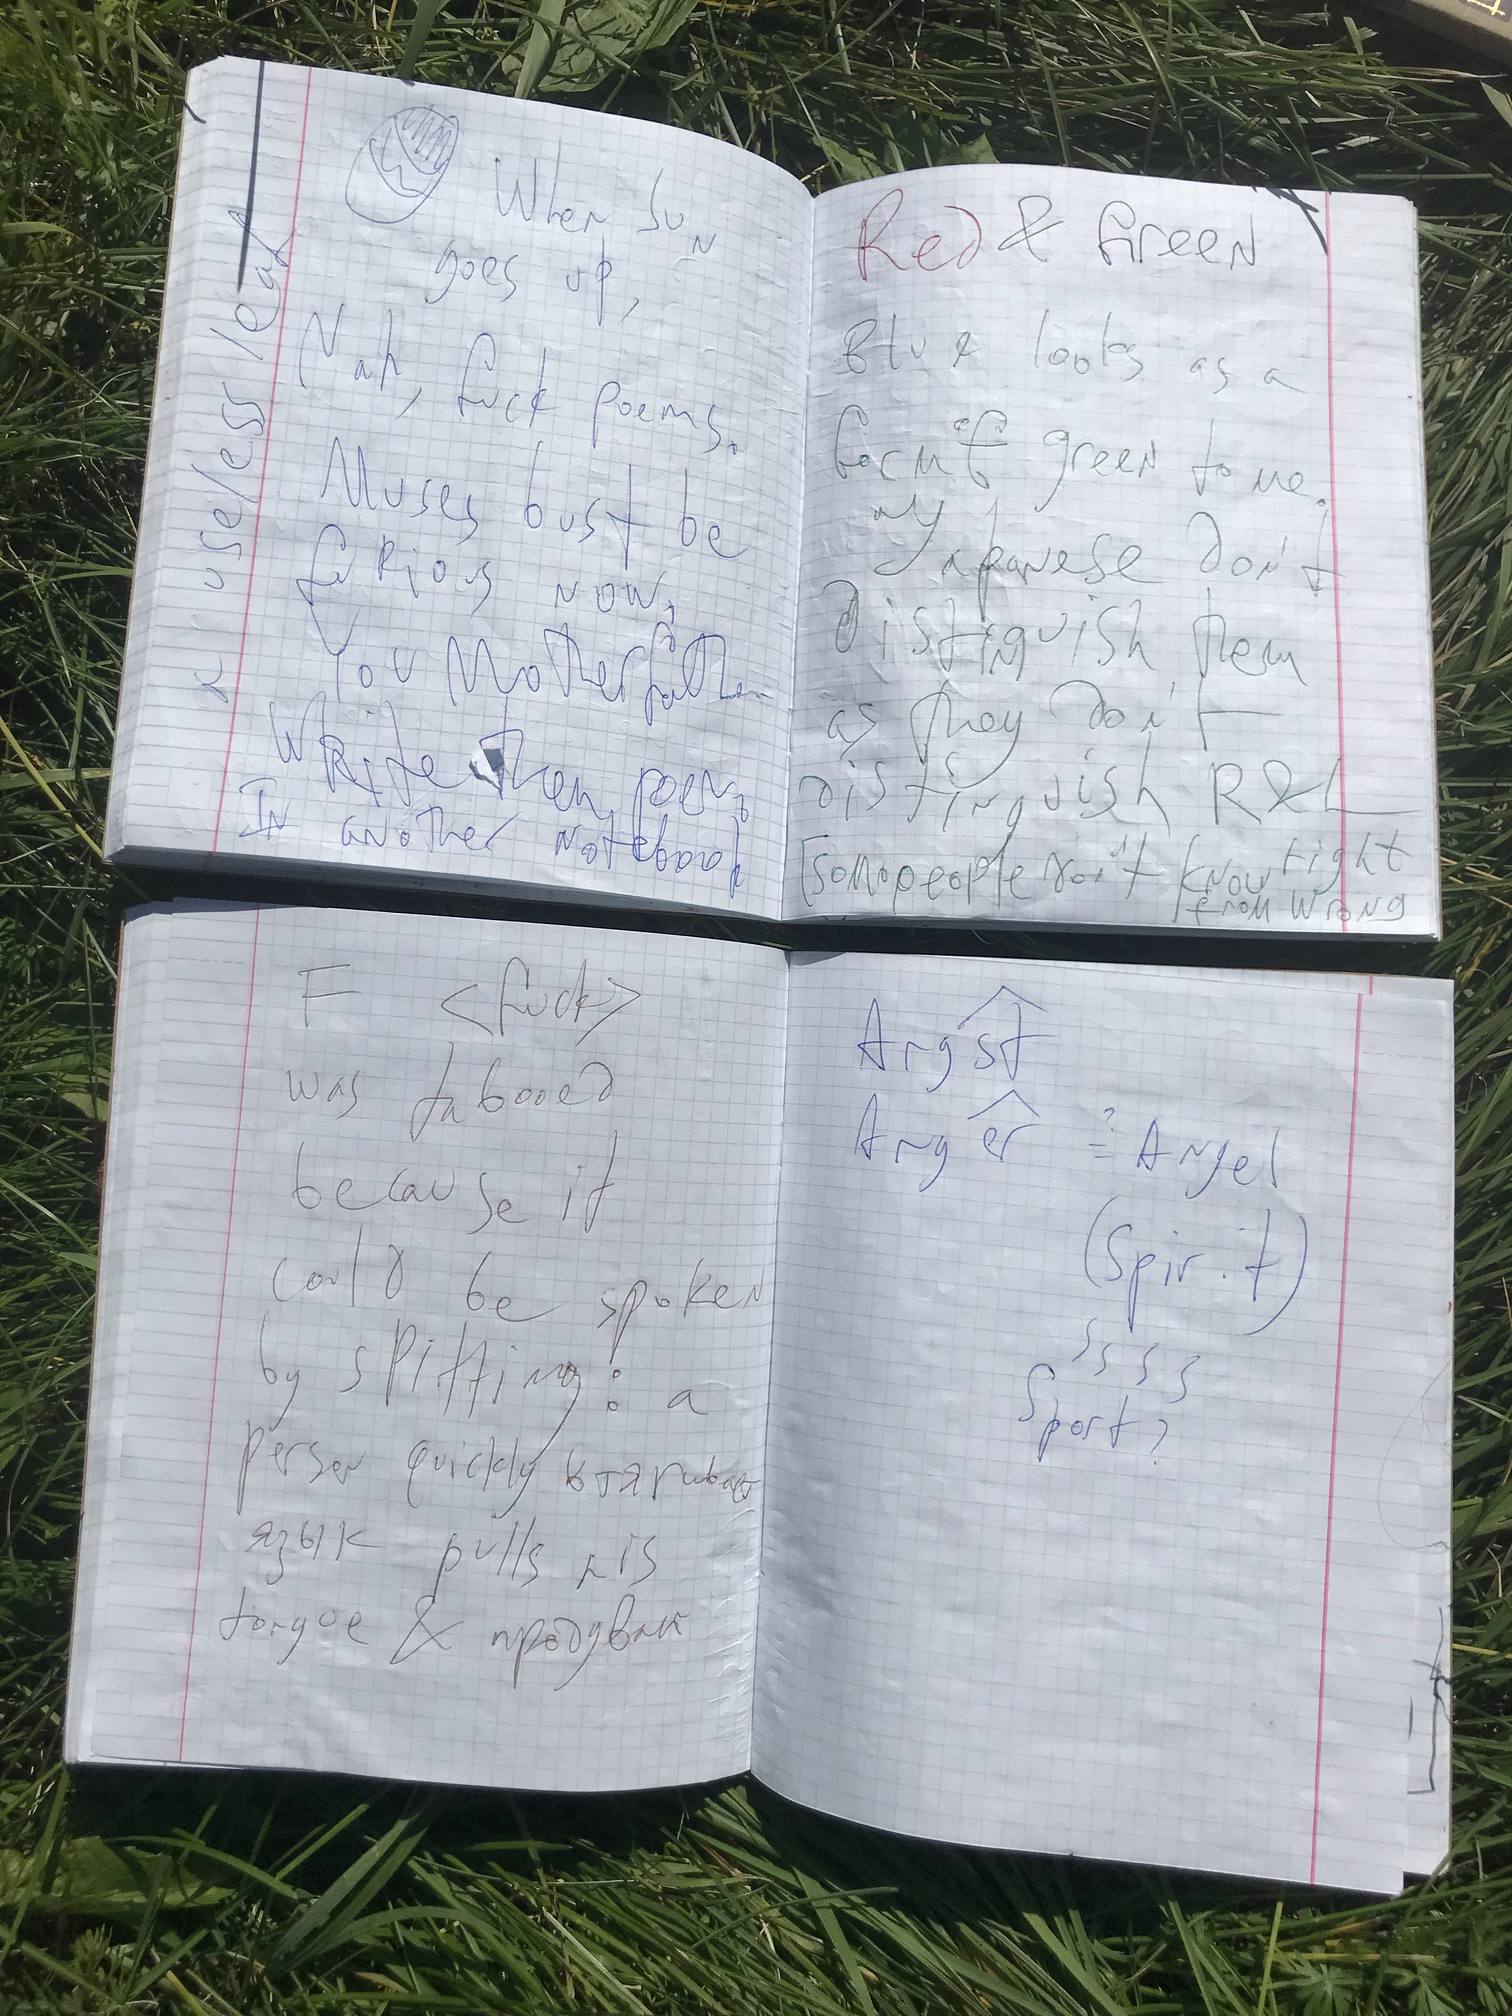 When Sun
goes up,
Nah, fuck poems.
Muses bust be
furious now,
You Motherfat
Write them poems
In another notebook
useless leaf
Red & Green
Blue looks as a
form of green to me.
Japanese don't
distinguish them
as they don't
distinguish R & L
[some people don't know right
from wrong
F <fuck>
was tabooed
because it
could be spoken
by spitting: a
person quickly втягивает
язык pulls his
tongue & продувает
Angst
Anger ?= Angel
(Spirit)
S S S S
Sport?